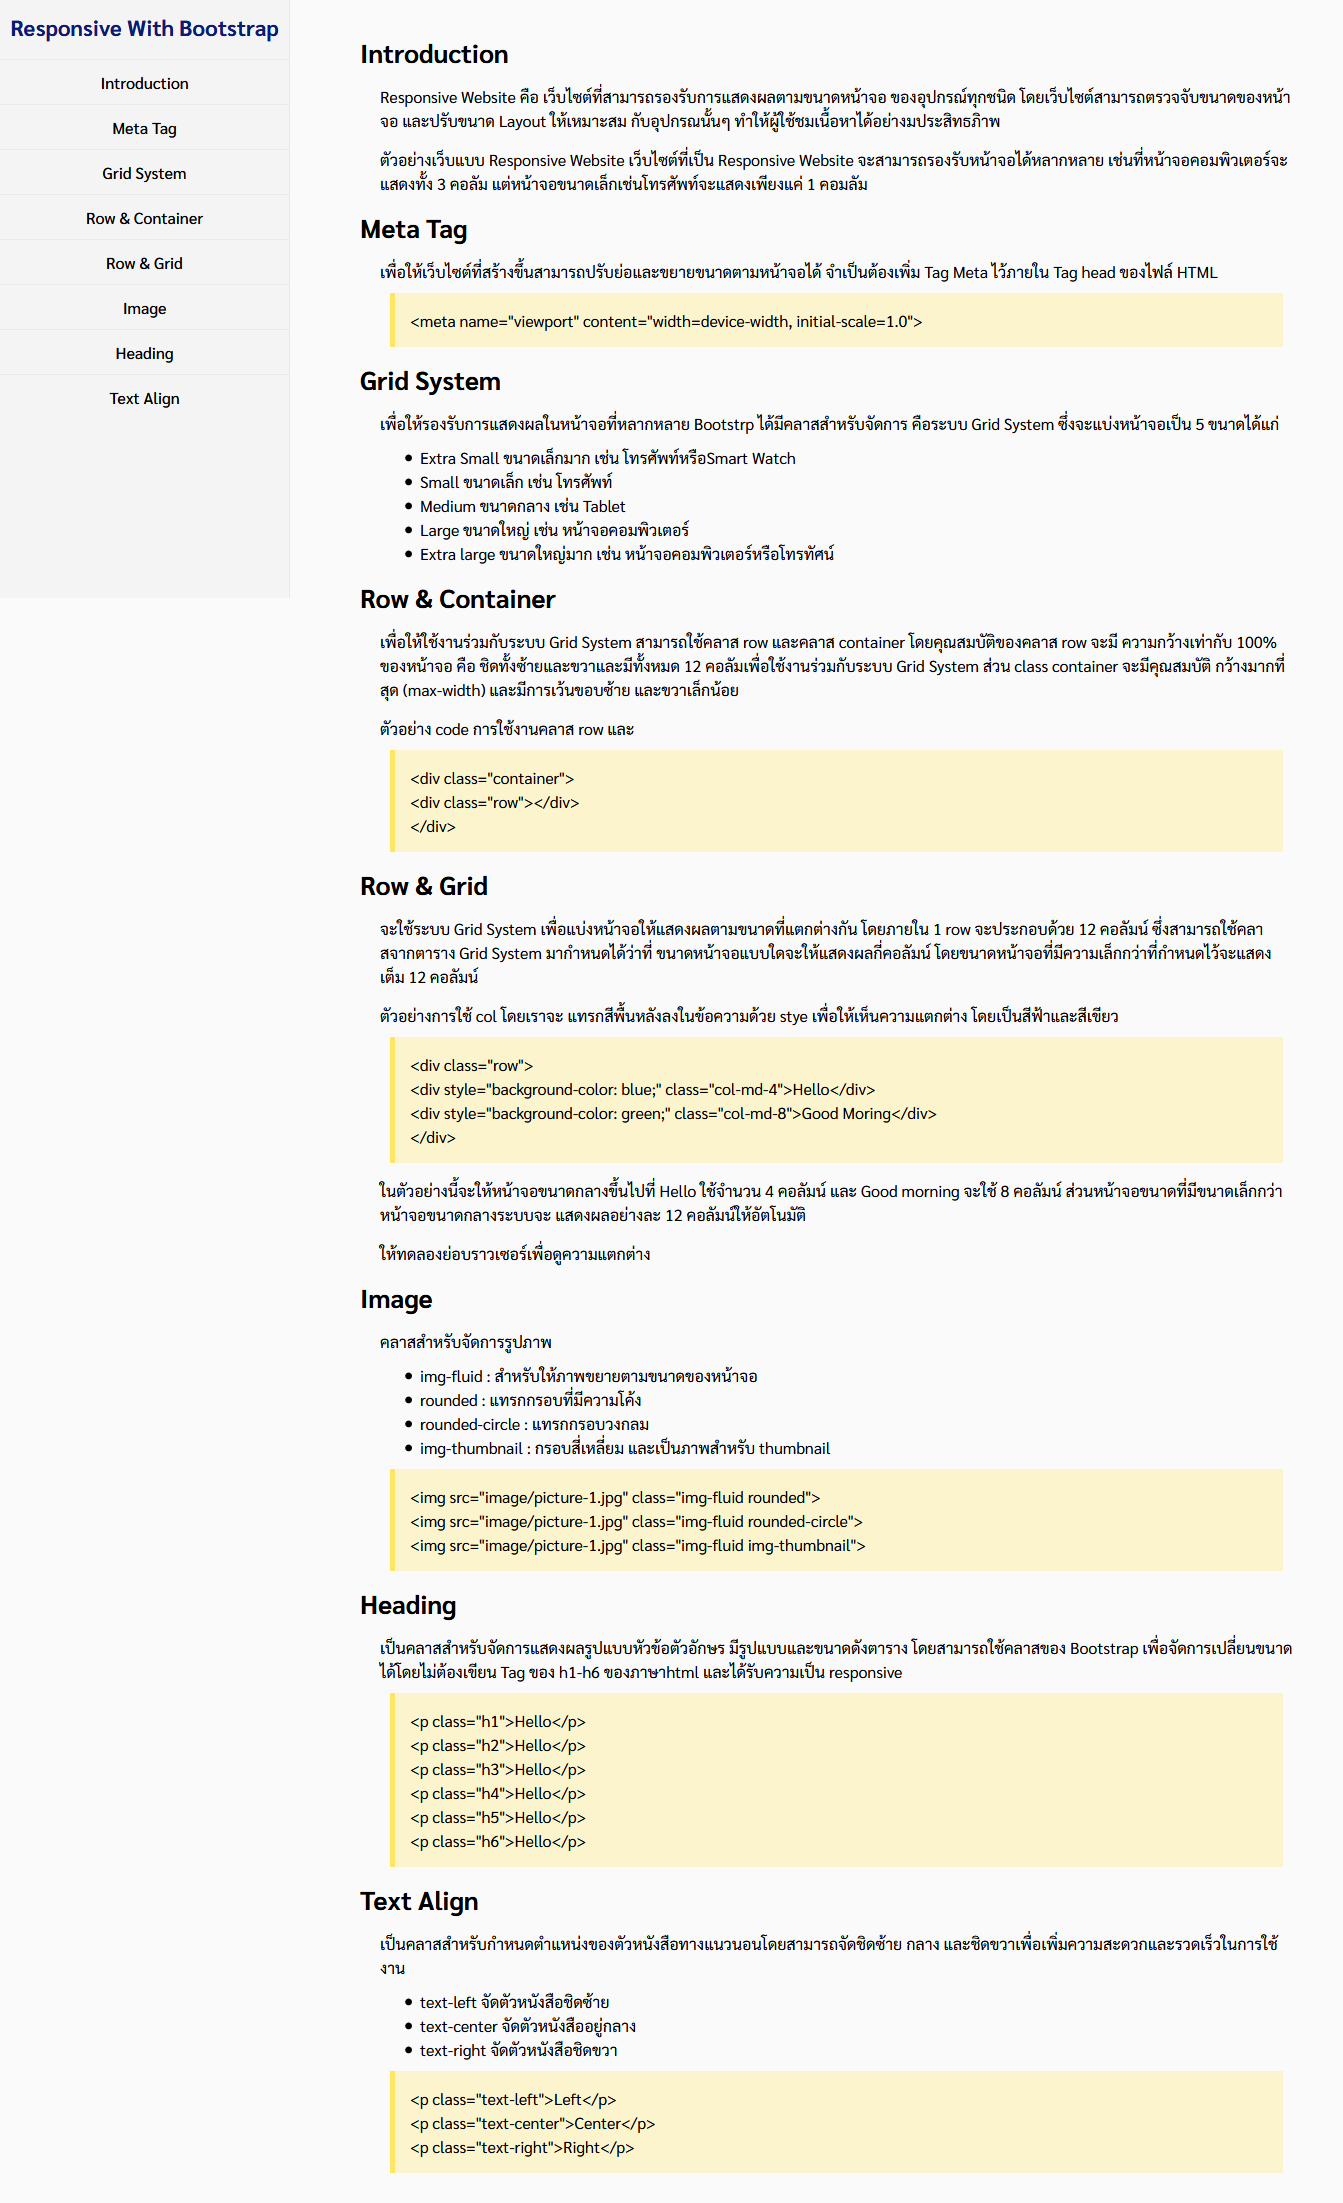 Responsive With Bootstrap
Introduction
Meta Tag
Grid System
Row & Container
Row & Grid
Image
Heading
Text Align
Introduction
Responsive Website คือ เว็บไซต์ที่สามารถรองรับการแสดงผลตามขนาดหน้าจอ ของอุปกรณ์ทุกชนิด โดยเว็บไซต์สามารถตรวจจับขนาดของหน้า
จอ และปรับขนาด Layout ให้เหมาะสม กับอุปกรณนั้นๆ ทำให้ผู้ใช้ชมเนื้อหาได้อย่างมประสิทธภิาพ
ตัวอย่างเว็บแบบ Responsive Website เว็บไซต์ที่เป็น Responsive Website จะสามารถรองรับหน้าจอได้หลากหลาย เช่นที่หน้าจอคอมพิวเตอร์จะ
แสดงทั้ง 3 คอลัม แต่หน้าจอขนาดเล็กเช่นโทรศัพท์จะแสดงเพียงแค่ 1 คอมลัม
Meta Tag
เพื่อให้เว็บไซต์ที่สร้างขึ้นสามารถปรับย่อและขยายขนาดตามหน้าจอได้ จำเป็นต้องเพิ่ม Tag Meta ไว้ภายใน Tag head ของไฟล์ HTML
<meta name="viewport" content="width=device-width, initial-scale=1.0">
Grid System
เพื่อให้รองรับการแสดงผลในหน้าจอที่หลากหลาย Bootstrp ได้มีคลาสสำหรับจัดการ คือระบบ Grid System ซึ่งจะแบ่งหน้าจอเป็น 5 ขนาดได้แก่
• Extra Small ขนาดเล็กมาก เช่น โทรศัพท์หรือSmart Watch
• Small ขนาดเล็ก เช่น โทรศัพท์
• Medium ขนาดกลาง เช่น Tablet
• Large ขนาดใหญ่ เช่น หน้าจอคอมพิวเตอร์
• Extra large ขนาดใหญ่มาก เช่น หน้าจอคอมพิวเตอร์หรือโทรทัศน์
Row & Container
เพื่อให้ใช้งานร่วมกับระบบ Grid System สามารถใช้คลาส row และคลาส container โดยคุณสมบัติของคลาส row จะมี ความกว้างเท่ากับ 100%
ของหน้าจอ คือ ชิดทั้งซ้ายและขวาและมีทั้งหมด 12 คอลัมเพื่อใช้งานร่วมกับระบบ Grid System ส่วน class container จะมีคุณสมบัติ กว้างมากที่
สุด (max-width) และมีการเว้นขอบซ้าย และขวาเล็กน้อย
ตัวอย่าง code การใช้งานคลาส row และ
<div class="container">
<div class="row"></div>
</div>
Row & Grid
จะใช้ระบบ Grid System เพื่อแบ่งหน้าจอให้แสดงผลตามขนาดที่แตกต่างกัน โดยภายใน 1 row จะประกอบด้วย 12 คอลัมน์ ซึ่งสามารถใช้คลา
สจากตาราง Grid System มากำหนดได้ว่าที่ ขนาดหน้าจอแบบใดจะให้แสดงผลกี่คอลัมน์ โดยขนาดหน้าจอที่มีความเล็กกว่าที่กำหนดไว้จะแสดง
เต็ม 12 คอลัมน์
ตัวอย่างการใช้ col โดยเราจะ แทรกสีพื้นหลังลงในข้อความด้วย stye เพื่อให้เห็นความแตกต่าง โดยเป็นสีฟ้าและสีเขียว
<div class="row">
<div style="background-color: blue;" class="col-md-4">Hello</div>
<div style="background-color: green;" class="col-md-8">Good Moring</div>
</div>
ในตัวอย่างนี้จะให้หน้าจอขนาดกลางขึ้นไปที่ Hello ใช้จำนวน 4 คอลัมน์ และ Good morning จะใช้ 8 คอลัมน์ ส่วนหน้าจอขนาดที่มีขนาดเล็กกว่า
หน้าจอขนาดกลางระบบจะ แสดงผลอย่างละ 12 คอลัมน์ให้อัตโนมัติ
ให้ทดลองย่อบราวเซอร์เพื่อดูความแตกต่าง
Image
คลาสสำหรับจัดการรูปภาพ
• img-fluid : สำหรับให้ภาพขยายตามขนาดของหน้าจอ
• rounded : แทรกกรอบที่มีความโค้ง
• rounded-circle : แทรกกรอบวงกลม
• img-thumbnail : กรอบสี่เหลี่ยม และเป็นภาพสำหรับ thumbnail
<img src="image/picture-1.jpg" class="img-fluid rounded">
<img src="image/picture-1.jpg" class="img-fluid rounded-circle">
<img src="image/picture-1.jpg" class="img-fluid img-thumbnail">
Heading
เป็นคลาสสำหรับจัดการแสดงผลรูปแบบหัวข้อตัวอักษร มีรูปแบบและขนาดดังตาราง โดยสามารถใช้คลาสของ Bootstrap เพื่อจัดการเปลี่ยนขนาด
ได้โดยไม่ต้องเขียน Tag ของ h1-h6 ของภาษาhtml และได้รับความเป็น responsive
<p class="h1">Hello</p>
<p class="h2">Hello</p>
<p class="h3">Hello</p>
<p class="h4">Hello</p>
<p class="h5">Hello</p>
<p class="h6">Hello</p>
Text Align
เป็นคลาสสำหรับกำหนดตำแหน่งของตัวหนังสือทางแนวนอนโดยสามารถจัดชิดซ้าย กลาง และชิดขวาเพื่อเพิ่มความสะดวกและรวดเร็วในการใช้
งาน
• text-left จัดตัวหนังสือชิดซ้าย
• text-center จัดตัวหนังสืออยู่กลาง
• text-right จัดตัวหนังสือชิดขวา
<p class="text-left">Left</p>
<p class="text-center">Center</p>
<p class="text-right">Right</p>